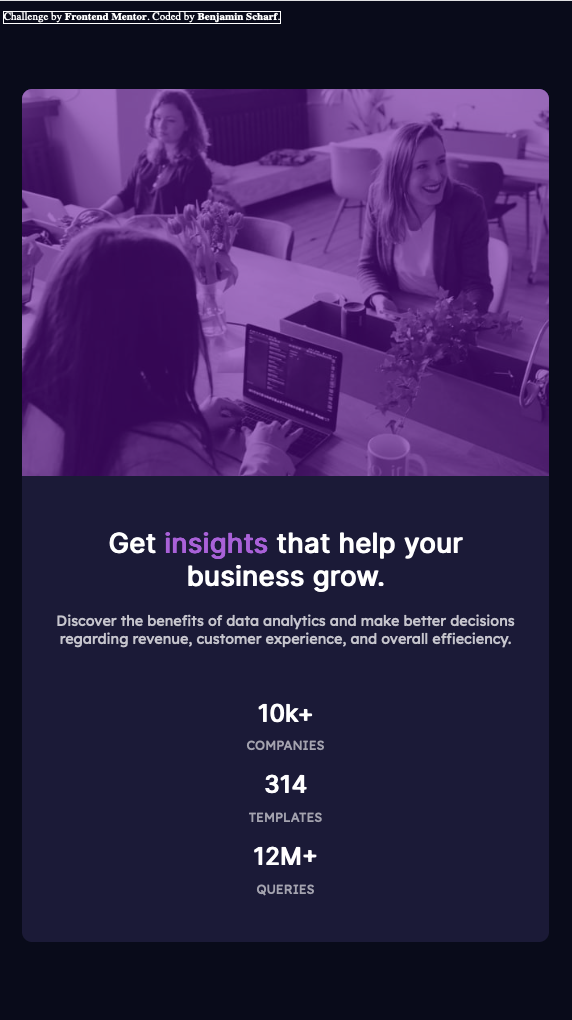 Challenge by Frontend Mentor. Coded by Benjamin Scharf.
Get insights that help your
business grow.
Discover the benefits of data analytics and make better decisions
regarding revenue, customer experience, and overall effieciency.
10k+
COMPANIES
314
TEMPLATES
12M+
QUERIES